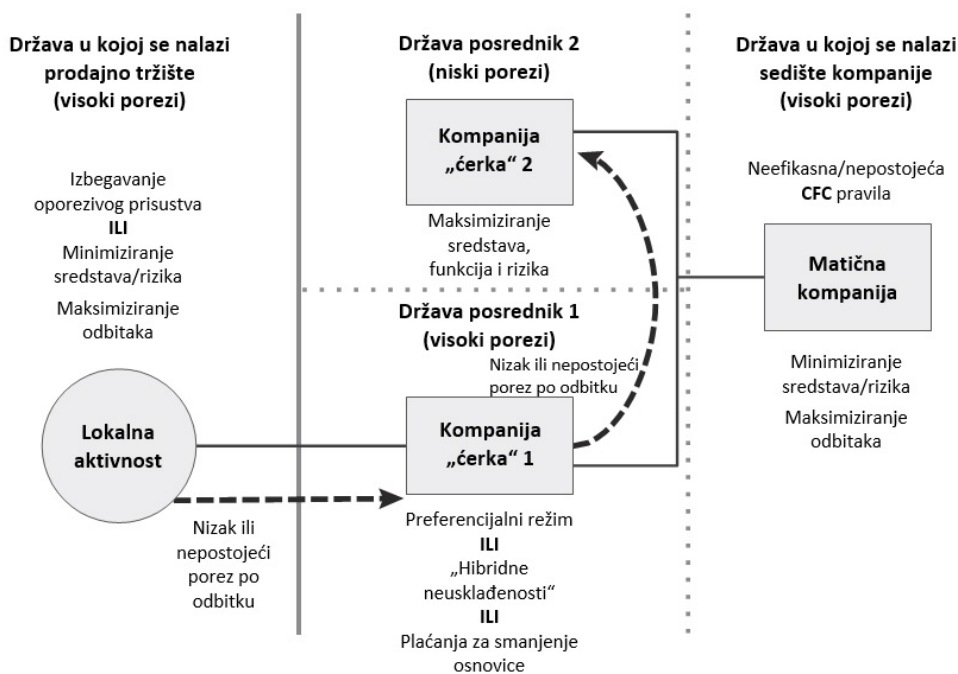 Država u kojoj se nalazi
prodajno tržište
(visoki porezi)
Izbegavanje
oporezivog prisustva
ILI
Minimiziranje
sredstava/rizika
Maksimiziranje
odbitaka
Lokalna
aktivnost
Nizak ili
nepostojeći
porez po
odbitku
Država posrednik 2
(niski porezi)
Kompanija
„ćerka“ 2
Maksimiziranje
sredstava,
funkcija i rizika
Država posrednik 1
(visoki porezi)
Nizak ili nepostojeći
porez po odbitku
Kompanija
„ćerka“ 1
Preferencijalni režim
ILI
„Hibridne
neusklađenosti“
ILI
Plaćanja za smanjenje
osnovice
Država u kojoj se nalazi
sedište kompanije
(visoki porezi)
Neefikasna/nepostojeća
CFC pravila
Matična
kompanija
Minimiziranje
sredstava/rizika
Maksimiziranje
odbitaka